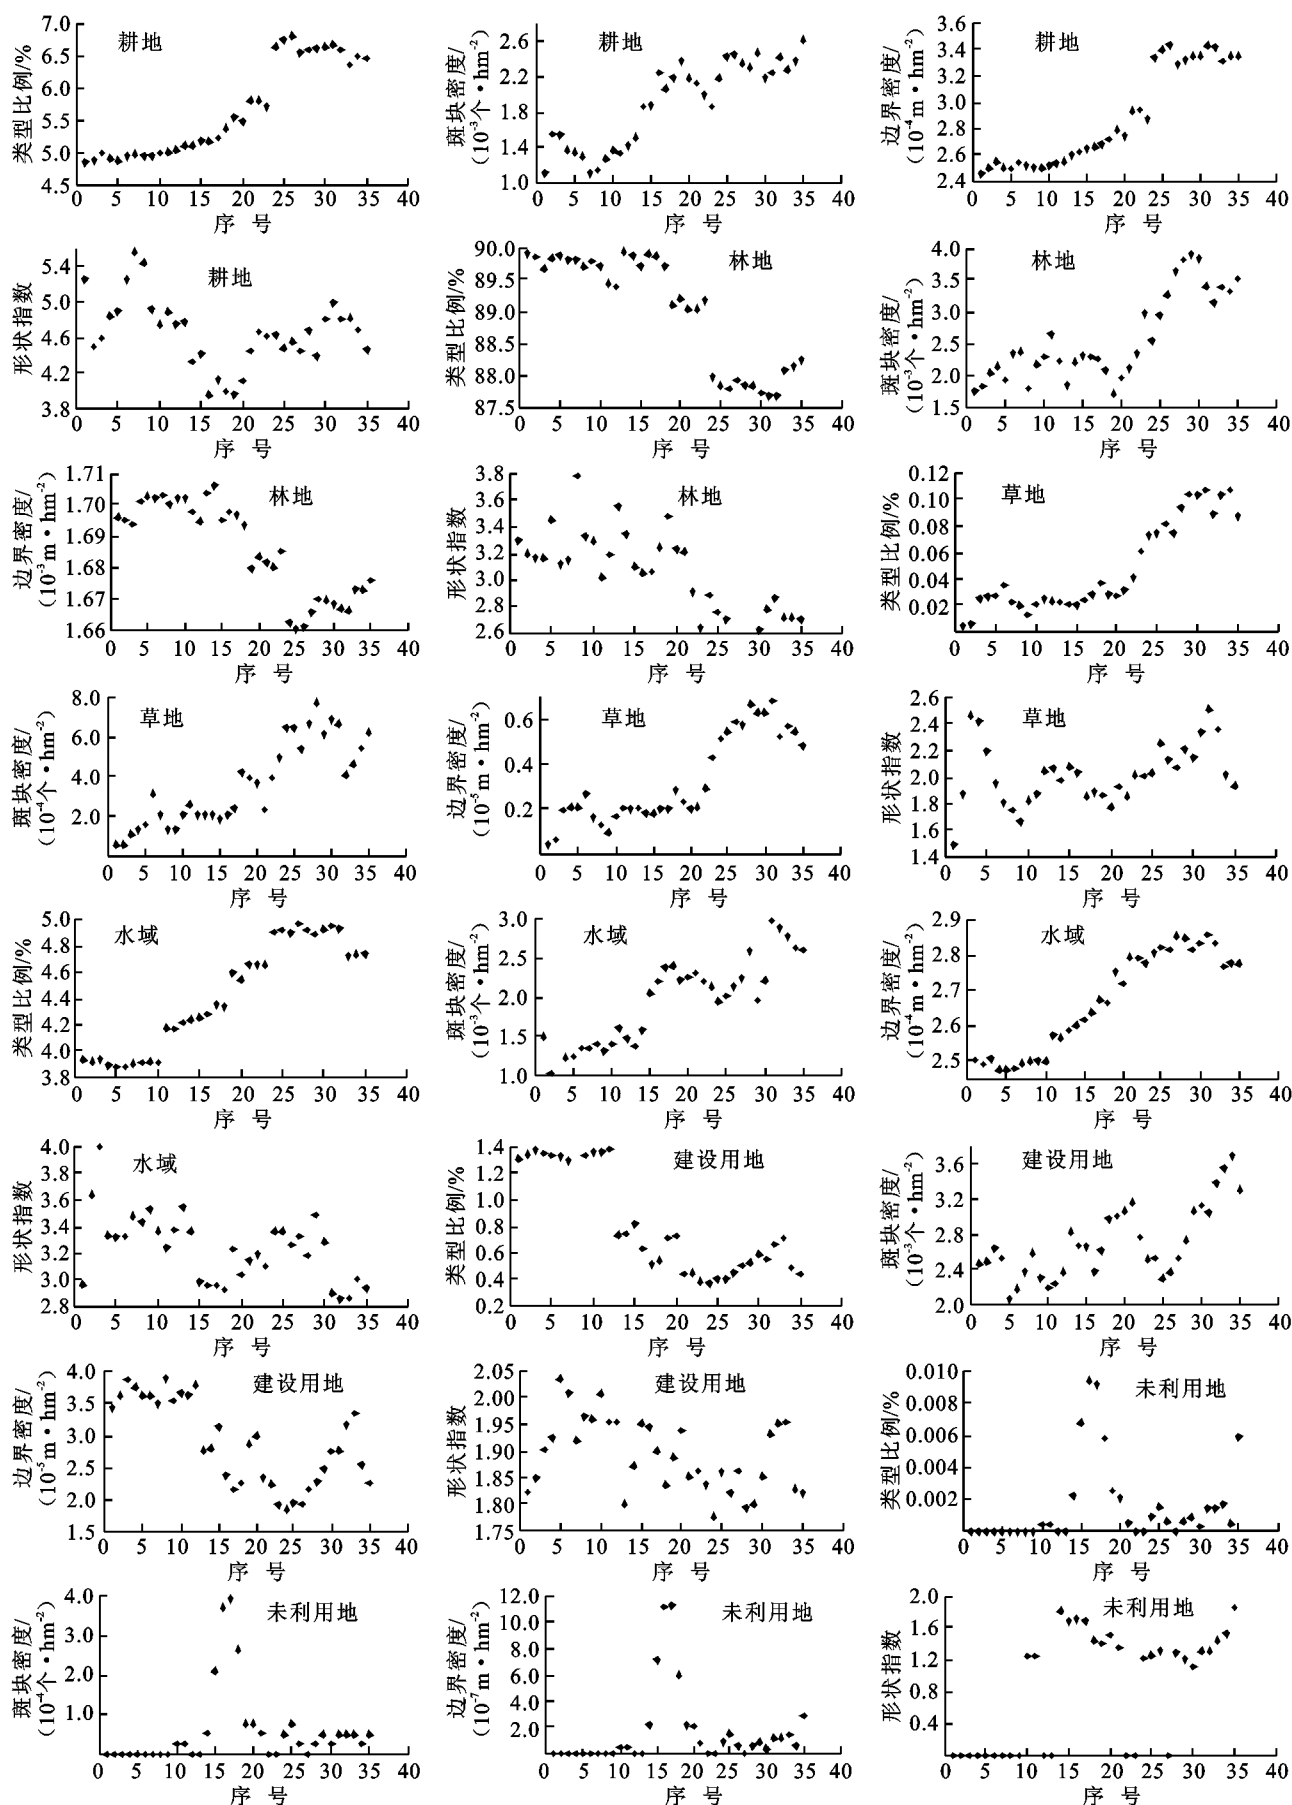 类型比例/%
7.0
6.5
6.0
5.5
5.0
4.5
耕地
0 5 10 15 20 25 30 35 40
序 号
斑块密度/
(10⁻³个·hm⁻²)
2.6
2.2
1.8
1.4
1.0
耕地
0 5 10 15 20 25 30 35 40
序 号
边界密度/
(10⁻⁴m·hm⁻²)
3.6
3.4
3.2
3.0
2.8
2.6
2.4
耕地
0 5 10 15 20 25 30 35 40
序 号
形状指数
5.4
5.0
4.6
4.2
3.8
耕地
0 5 10 15 20 25 30 35 40
序 号
类型比例/%
90.0
89.5
89.0
88.5
88.0
87.5
林地
0 5 10 15 20 25 30 35 40
序 号
斑块密度/
(10⁻³个·hm⁻²)
4.0
3.5
3.0
2.5
2.0
1.5
林地
0 5 10 15 20 25 30 35 40
序 号
边界密度/
(10⁻³m·hm⁻²)
1.71
1.70
1.69
1.68
1.67
1.66
林地
0 5 10 15 20 25 30 35 40
序 号
形状指数
3.8
3.6
3.4
3.2
3.0
2.8
2.6
林地
0 5 10 15 20 25 30 35 40
序 号
类型比例/%
0.12
0.10
0.08
0.06
0.04
0.02
草地
0 5 10 15 20 25 30 35 40
序 号
斑块密度/
(10⁻⁴个·hm⁻²)
8.0
6.0
4.0
2.0
草地
0 5 10 15 20 25 30 35 40
序 号
边界密度/
(10⁻⁵m·hm⁻²)
0.6
0.4
0.2
草地
0 5 10 15 20 25 30 35 40
序 号
形状指数
2.6
2.4
2.2
2.0
1.8
1.6
1.4
草地
0 5 10 15 20 25 30 35 40
序 号
类型比例/%
5.0
4.8
4.6
4.4
4.2
4.0
3.8
水域
0 5 10 15 20 25 30 35 40
序 号
斑块密度/
(10⁻³个·hm⁻²)
3.0
2.5
2.0
1.5
1.0
水域
0 5 10 15 20 25 30 35 40
序 号
边界密度/
(10⁻⁴m·hm⁻²)
2.9
2.8
2.7
2.6
2.5
水域
0 5 10 15 20 25 30 35 40
序 号
形状指数
4.0
3.8
3.6
3.4
3.2
3.0
2.8
水域
0 5 10 15 20 25 30 35 40
序 号
类型比例/%
1.4
1.2
1.0
0.8
0.6
0.4
0.2
建设用地
0 5 10 15 20 25 30 35 40
序 号
斑块密度/
(10⁻³个·hm⁻²)
3.6
3.2
2.8
2.4
2.0
建设用地
0 5 10 15 20 25 30 35 40
序 号
边界密度/
(10⁻⁵m·hm⁻²)
4.0
3.5
3.0
2.5
2.0
1.5
建设用地
0 5 10 15 20 25 30 35 40
序 号
形状指数
2.05
2.00
1.95
1.90
1.85
1.80
1.75
建设用地
0 5 10 15 20 25 30 35 40
序 号
类型比例/%
0.010
0.008
0.006
0.004
0.002
未利用地
0 5 10 15 20 25 30 35 40
序 号
斑块密度/
(10⁻⁴个·hm⁻²)
4.0
3.0
2.0
1.0
未利用地
0 5 10 15 20 25 30 35 40
序 号
边界密度/
(10⁻⁷m·hm⁻²)
12.0
10.0
8.0
6.0
4.0
2.0
未利用地
0 5 10 15 20 25 30 35 40
序 号
形状指数
2.0
1.6
1.2
0.8
0.4
未利用地
0 5 10 15 20 25 30 35 40
序 号